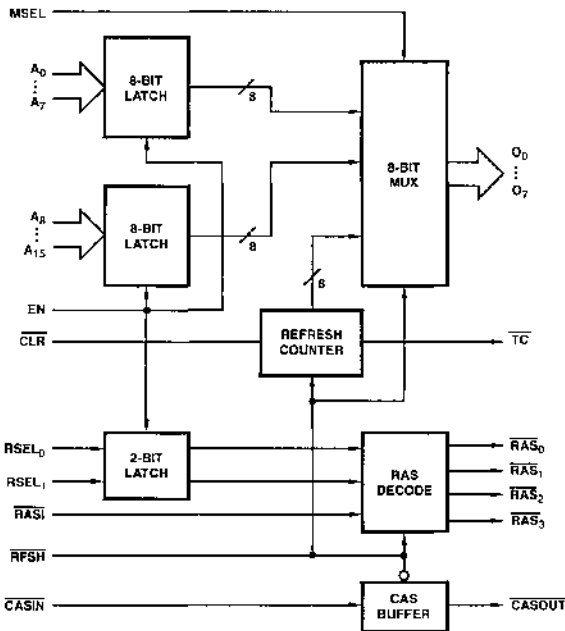 MSEL
A0
A7
8-BIT
LATCH
8
A8
A15
8-BIT
LATCH
8
8-BIT
MUX
O0
O7
8
EN
CLR
REFRESH
COUNTER
TC
RSEL0
RSEL1
2-BIT
LATCH
RASI
RAS
DECODE
RAS0
RAS1
RAS2
RAS3
RFSH
CASIN
CAS
BUFFER
CASOUT